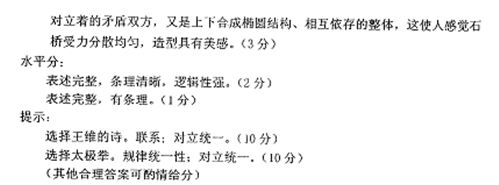 对立着的矛盾双方，又是上下合成椭圆结构、相互依存的整体，这使人感觉石
桥受力分散均匀，造型具有美感。（3 分）
水平分：
表述完整，条理清晰，逻辑性强。（2 分）
表述完整，有条理。（1 分）
提示：
选择王维的诗。联系；对立统一。（10 分）
选择太极拳。规律统一性；对立统一。（10 分）
（其他合理答案可酌情给分）